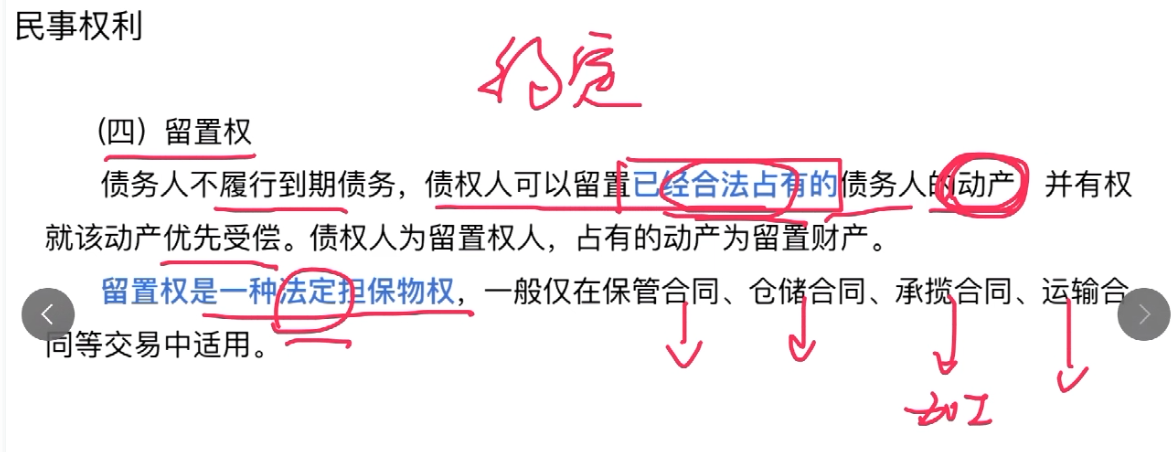 民事权利
稳定
（四）留置权
债务人不履行到期债务，债权人可以留置已经合法占有的债务人的动产 并有权
就该动产优先受偿。债权人为留置权人，占有的动产为留置财产。
留置权是一种法定担保物权，一般仅在保管合同、仓储合同、承揽合同、运输合
同等交易中适用。
加工